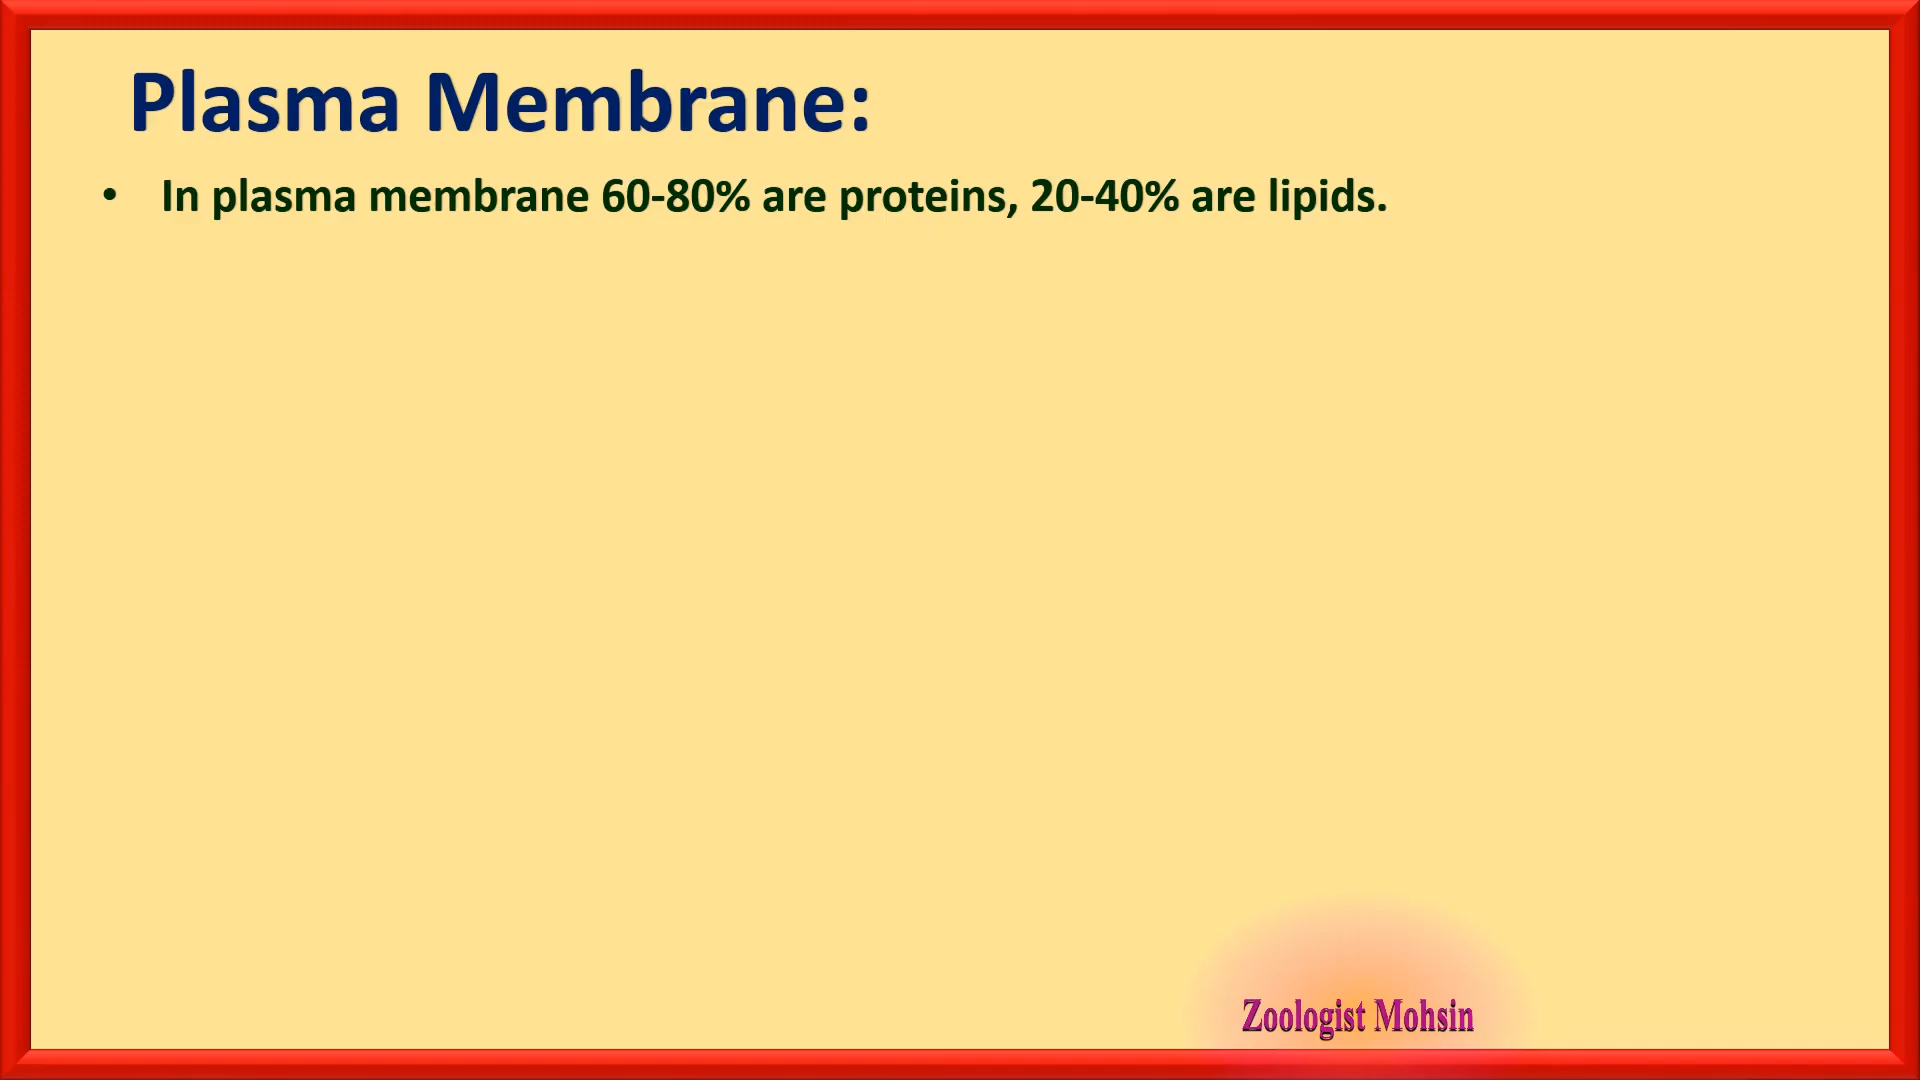 Plasma Membrane:
• In plasma membrane 60-80% are proteins, 20-40% are lipids.
Zoologist Mohsin